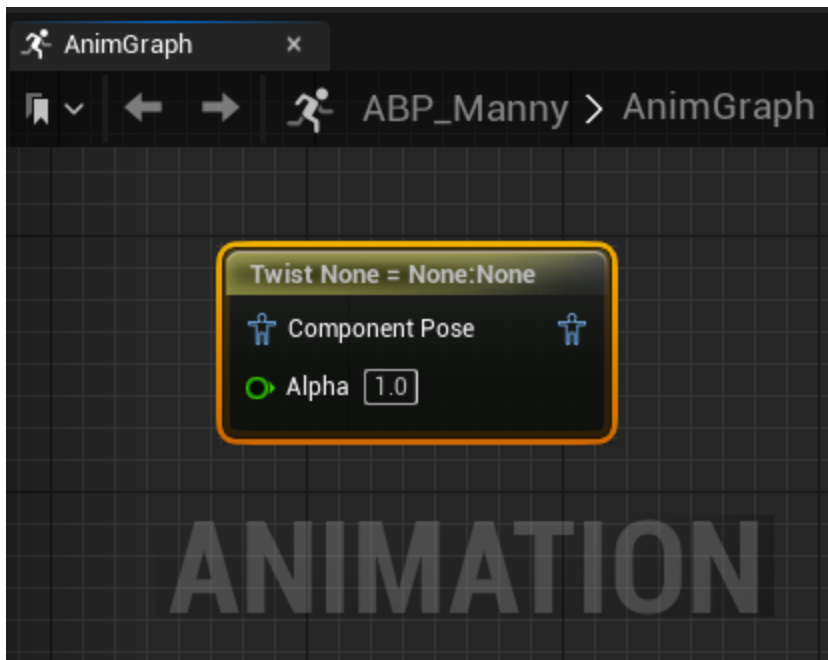 AnimGraph
ABP_Manny > AnimGraph
Twist None = None:None
Component Pose
Alpha 1.0
ANIMATION